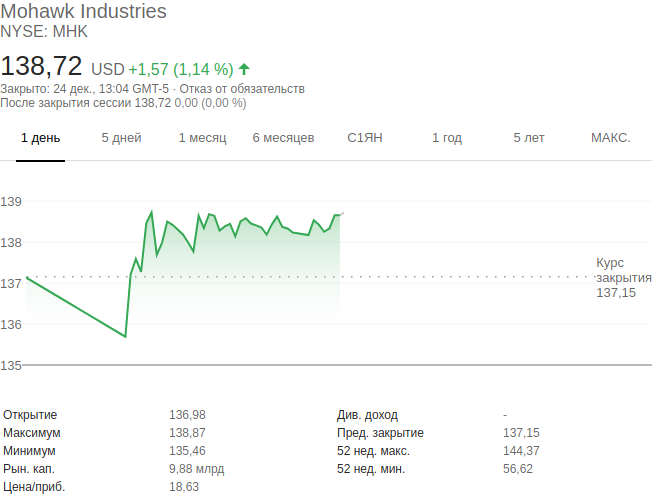 Mohawk Industries
NYSE: MHK
138,72 USD +1,57 (1,14 %)
Закрыто: 24 дек., 13:04 GMT-5 · Отказ от обязательств
После закрытия сессии 138,72 0,00 (0,00 %)
1 день 5 дней 1 месяц 6 месяцев С1ЯН 1 год 5 лет МАКС.
139
138
137
136
135
Курс
закрытия
137,15
Открытие 136,98 Див. доход -
Максимум 138,87 Пред. закрытие 137,15
Минимум 135,46 52 нед. макс. 144,37
Рын. кап. 9,88 млрд 52 нед. мин. 56,62
Цена/приб. 18,63